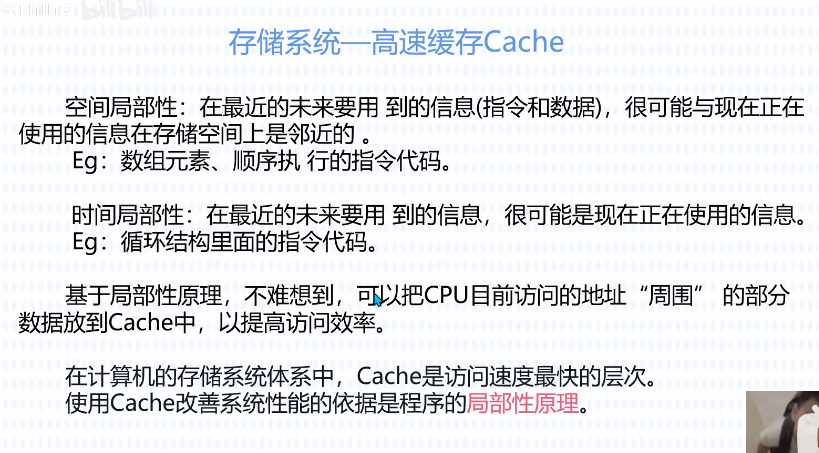 bilibili
存储系统—高速缓存Cache
空间局部性：在最近的未来要用 到的信息(指令和数据)，很可能与现在正在
使用的信息在存储空间上是邻近的 。
Eg：数组元素、顺序执 行的指令代码。
时间局部性：在最近的未来要用 到的信息，很可能是现在正在使用的信息。
Eg：循环结构里面的指令代码。
基于局部性原理，不难想到，可以把CPU目前访问的地址“周围” 的部分
数据放到Cache中，以提高访问效率。
在计算机的存储系统体系中，Cache是访问速度最快的层次。
使用Cache改善系统性能的依据是程序的局部性原理。